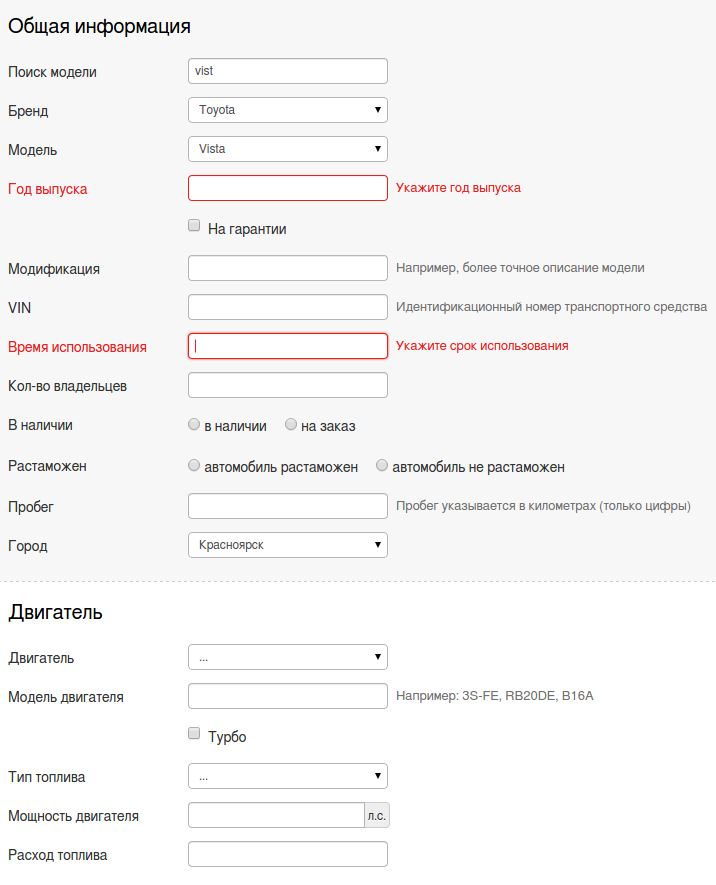 Общая информация
Поиск модели vist
Бренд Toyota
Модель Vista
Год выпуска Укажите год выпуска
На гарантии
Модификация Например, более точное описание модели
VIN Идентификационный номер транспортного средства
Время использования Укажите срок использования
Кол-во владельцев
В наличии в наличии на заказ
Растаможен автомобиль растаможен автомобиль не растаможен
Пробег Пробег указывается в километрах (только цифры)
Город Красноярск
Двигатель
Двигатель ...
Модель двигателя Например: 3S-FE, RB20DE, B16A
Турбо
Тип топлива ...
Мощность двигателя л.с.
Расход топлива